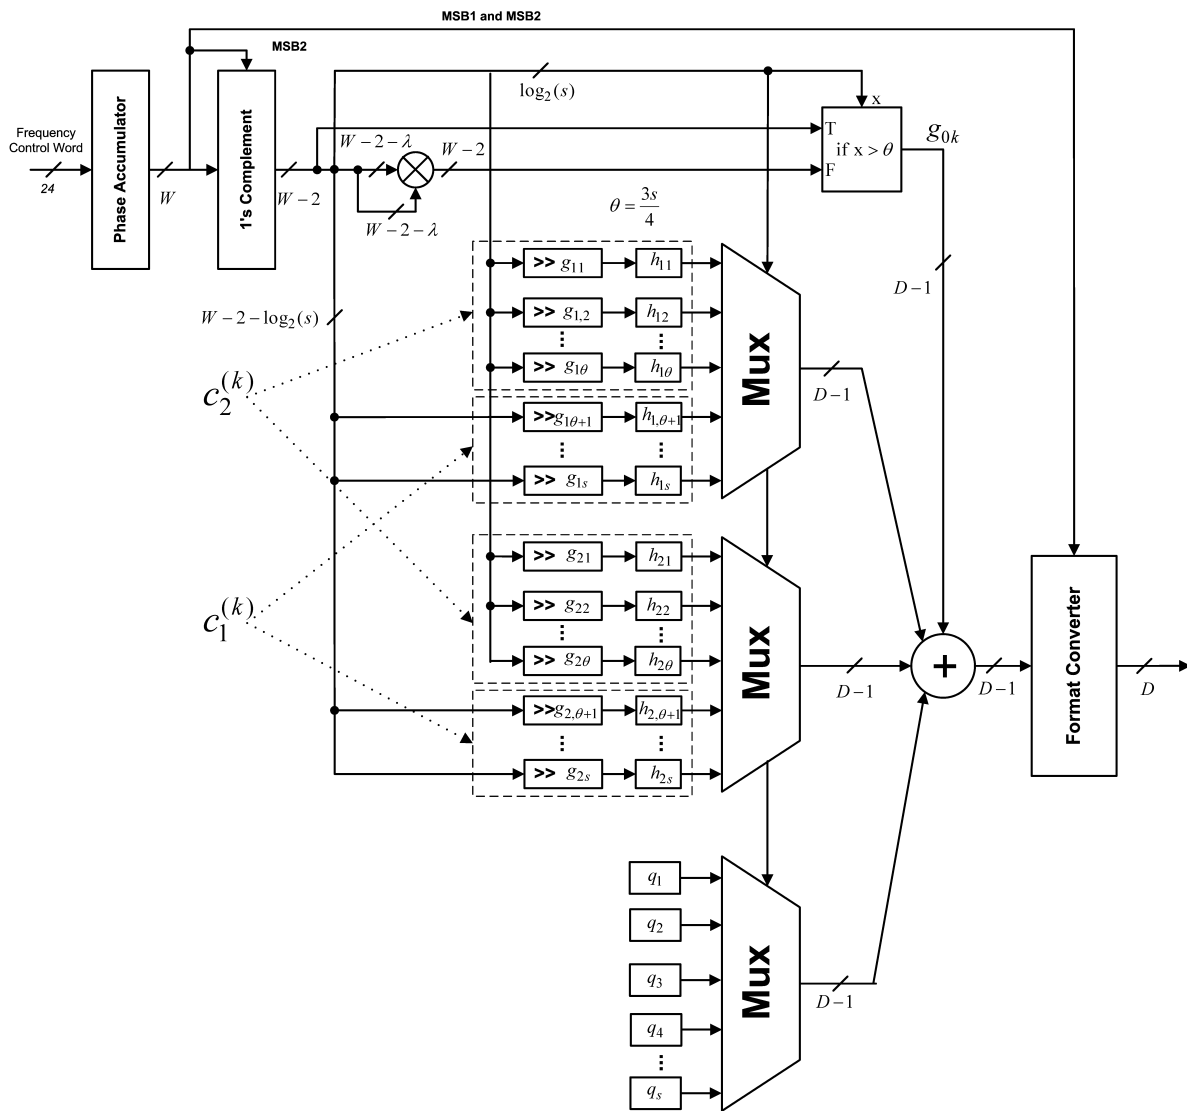 MSB1 and MSB2
MSB2
log₂(s)
x
Frequency
Control Word
24
Phase Accumulator
W
1's Complement
W−2
W−2−λ
W−2−λ
W−2
T
if x > θ
F
g₀ₖ
θ = 3s/4
D−1
W−2−log₂(s)
>> g₁₁
h₁₁
>> g₁,₂
h₁₂
⋮
⋮
>> g₁θ
h₁θ
Mux
D−1
c₂⁽ᵏ⁾
>>g₁θ₊₁
h₁,θ₊₁
⋮
⋮
>> g₁ₛ
h₁ₛ
>> g₂₁
h₂₁
>> g₂₂
h₂₂
⋮
⋮
>> g₂θ
h₂θ
Mux
D−1
c₁⁽ᵏ⁾
>>g₂,θ₊₁
h₂,θ₊₁
⋮
⋮
>> g₂ₛ
h₂ₛ
+
D−1
Format Converter
D
q₁
q₂
q₃
q₄
⋮
qₛ
Mux
D−1